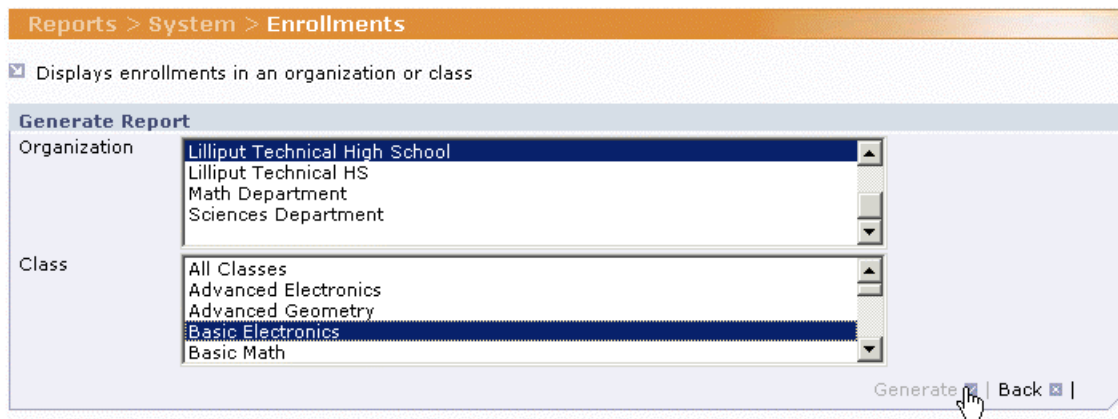 Reports > System > Enrollments
Displays enrollments in an organization or class
Generate Report
Organization
Lilliput Technical High School
Lilliput Technical HS
Math Department
Sciences Department
Class
All Classes
Advanced Electronics
Advanced Geometry
Basic Electronics
Basic Math
Generate | Back |